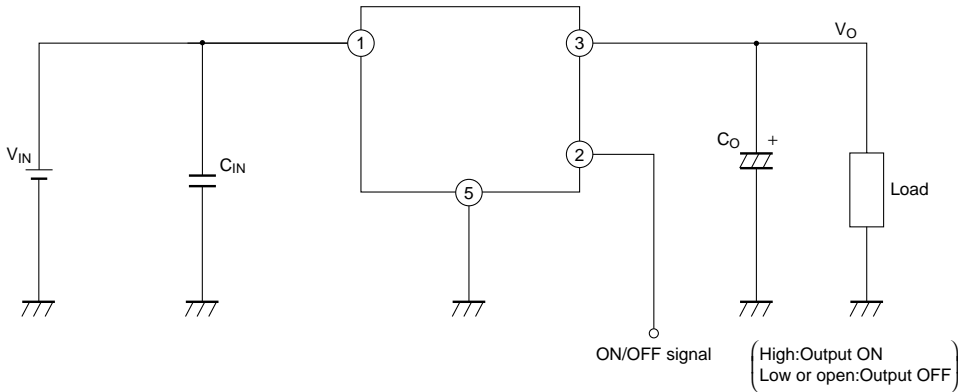 1
3
V_O
2
V_IN
C_IN
C_O +
5
Load
ON/OFF signal
High:Output ON
Low or open:Output OFF